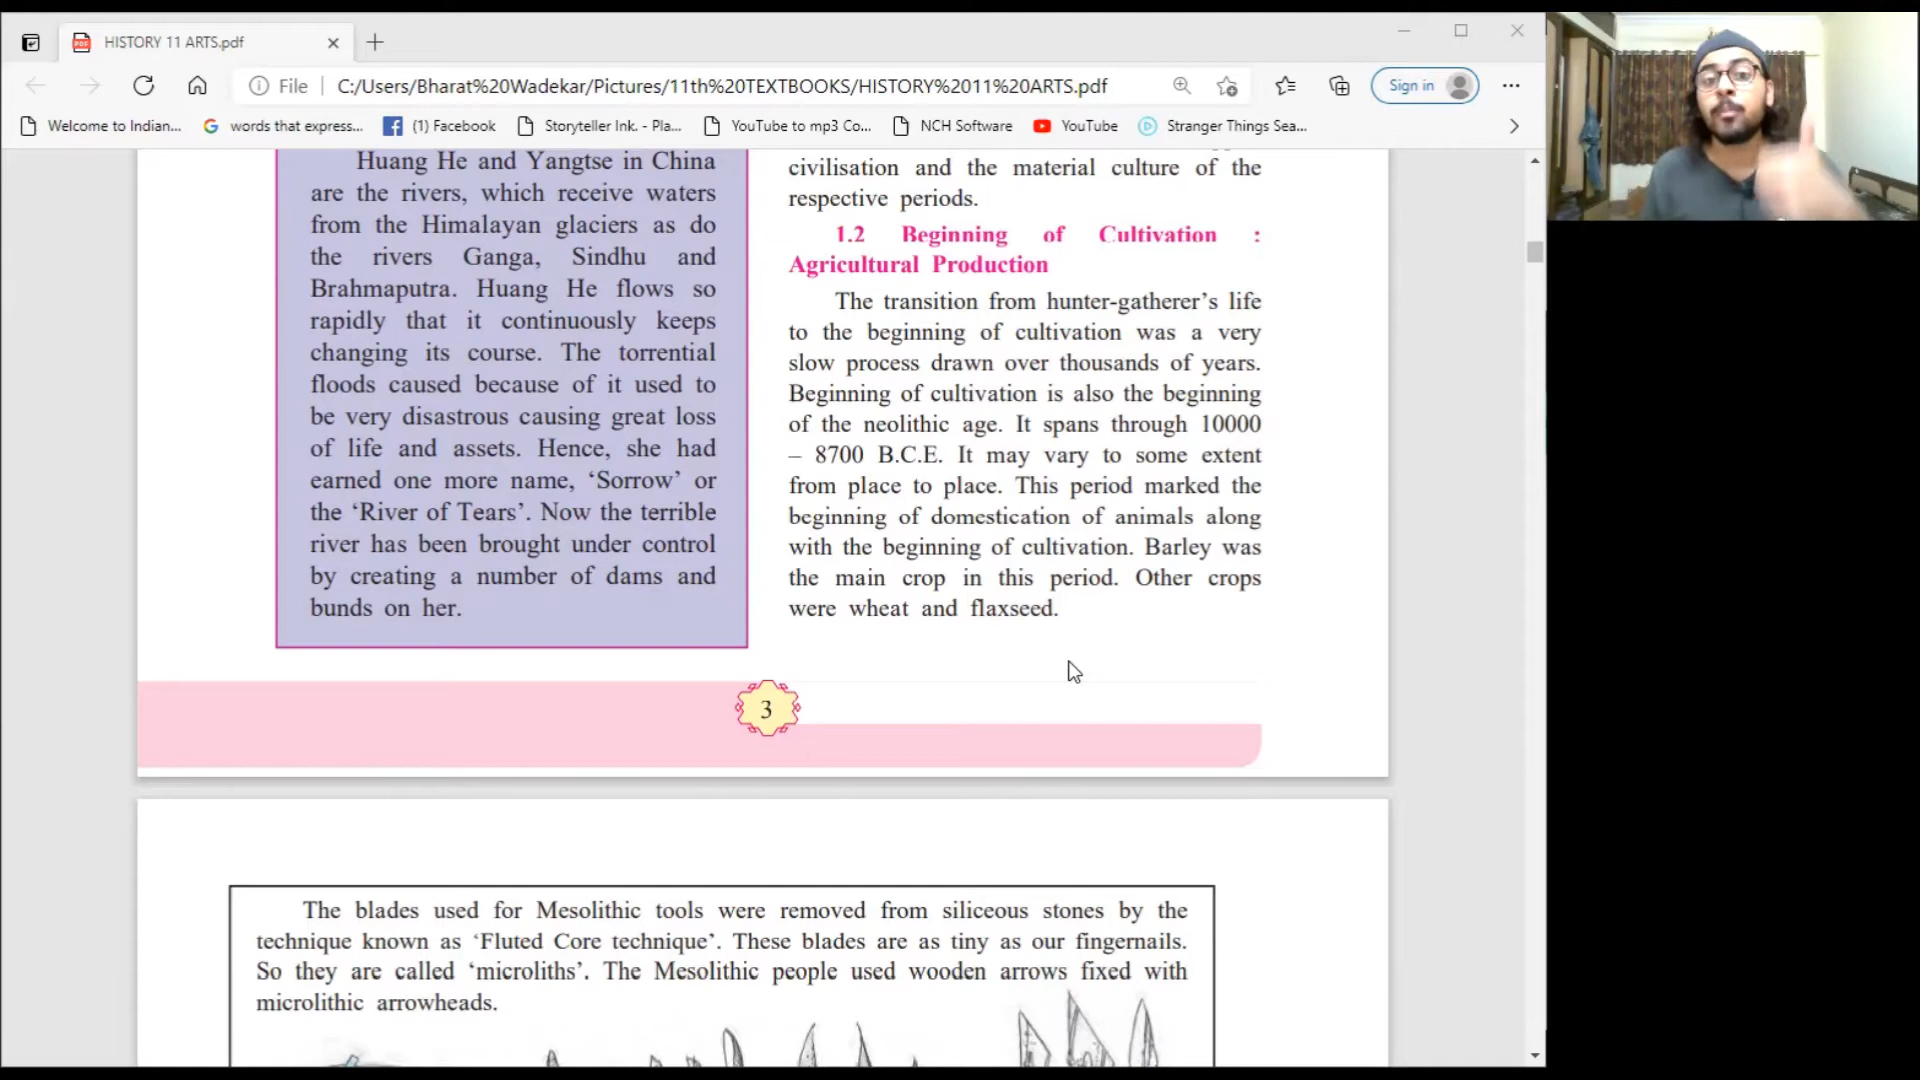 HISTORY 11 ARTS.pdf
File C:/Users/Bharat%20Wadekar/Pictures/11th%20TEXTBOOKS/HISTORY%2011%20ARTS.pdf
Sign in
Welcome to Indian...
words that express...
(1) Facebook
Storyteller Ink. - Pla...
YouTube to mp3 Co...
NCH Software
YouTube
Stranger Things Sea...
Huang He and Yangtse in China
are the rivers, which receive waters
from the Himalayan glaciers as do
the rivers Ganga, Sindhu and
Brahmaputra. Huang He flows so
rapidly that it continuously keeps
changing its course. The torrential
floods caused because of it used to
be very disastrous causing great loss
of life and assets. Hence, she had
earned one more name, ‘Sorrow’ or
the ‘River of Tears’. Now the terrible
river has been brought under control
by creating a number of dams and
bunds on her.
civilisation and the material culture of the
respective periods.
1.2 Beginning of Cultivation :
Agricultural Production
The transition from hunter-gatherer’s life
to the beginning of cultivation was a very
slow process drawn over thousands of years.
Beginning of cultivation is also the beginning
of the neolithic age. It spans through 10000
– 8700 B.C.E. It may vary to some extent
from place to place. This period marked the
beginning of domestication of animals along
with the beginning of cultivation. Barley was
the main crop in this period. Other crops
were wheat and flaxseed.
3
The blades used for Mesolithic tools were removed from siliceous stones by the
technique known as ‘Fluted Core technique’. These blades are as tiny as our fingernails.
So they are called ‘microliths’. The Mesolithic people used wooden arrows fixed with
microlithic arrowheads.